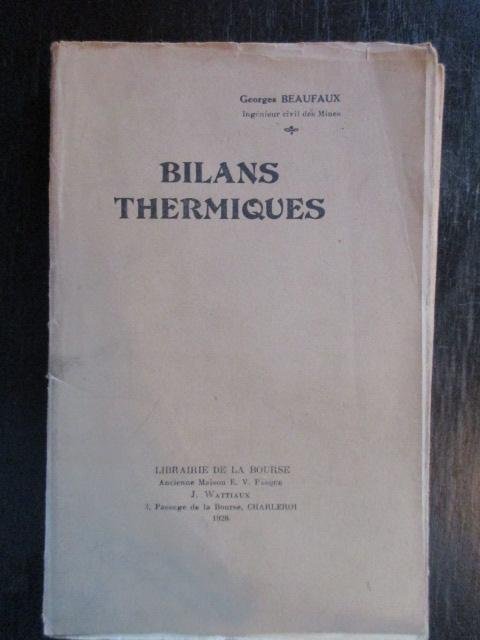 Georges BEAUFAUX
Ingénieur civil des Mines
BILANS
THERMIQUES
LIBRAIRIE DE LA BOURSE
Ancienne Maison E. V. Pasque
J. WATTIAUX
3, Passage de la Bourse, CHARLEROI
1928